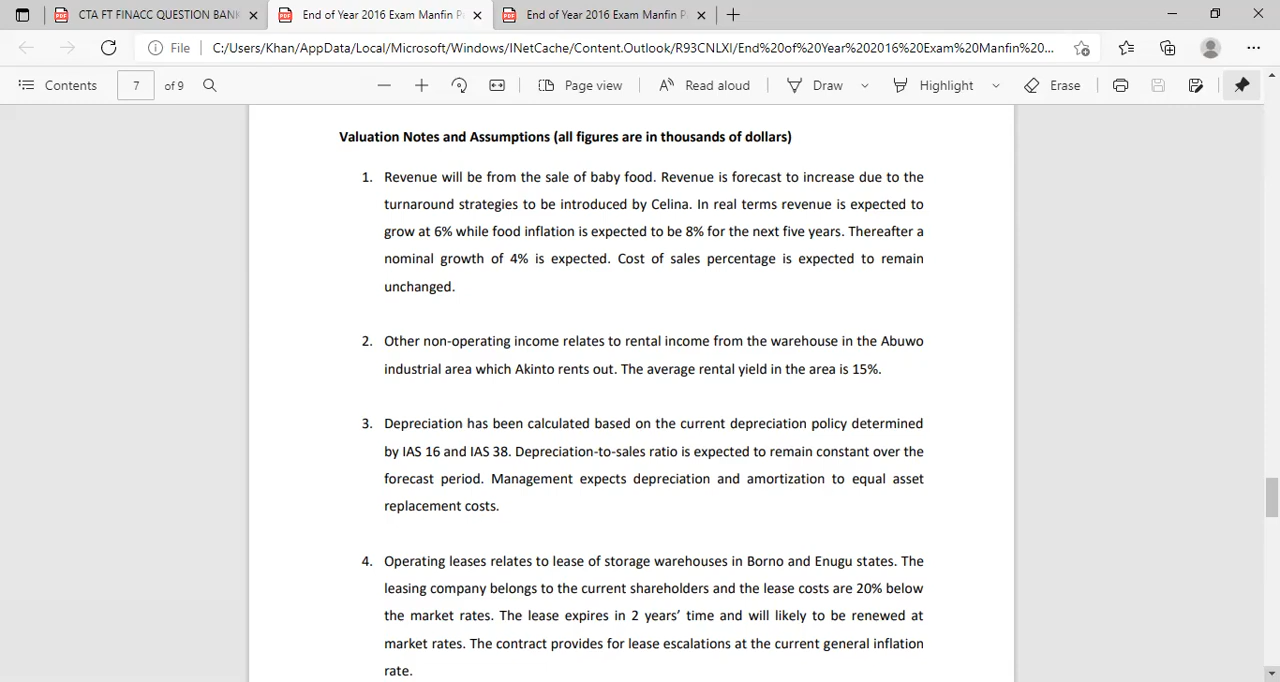 CTA FT FINACC QUESTION BANK
End of Year 2016 Exam Manfin P
End of Year 2016 Exam Manfin P
File
C:/Users/Khan/AppData/Local/Microsoft/Windows/INetCache/Content.Outlook/R93CNLXI/End%20of%20Year%202016%20Exam%20Manfin%20...
Contents
7 of 9
Page view
Read aloud
Draw
Highlight
Erase
Valuation Notes and Assumptions (all figures are in thousands of dollars)
1. Revenue will be from the sale of baby food. Revenue is forecast to increase due to the
turnaround strategies to be introduced by Celina. In real terms revenue is expected to
grow at 6% while food inflation is expected to be 8% for the next five years. Thereafter a
nominal growth of 4% is expected. Cost of sales percentage is expected to remain
unchanged.
2. Other non-operating income relates to rental income from the warehouse in the Abuwo
industrial area which Akinto rents out. The average rental yield in the area is 15%.
3. Depreciation has been calculated based on the current depreciation policy determined
by IAS 16 and IAS 38. Depreciation-to-sales ratio is expected to remain constant over the
forecast period. Management expects depreciation and amortization to equal asset
replacement costs.
4. Operating leases relates to lease of storage warehouses in Borno and Enugu states. The
leasing company belongs to the current shareholders and the lease costs are 20% below
the market rates. The lease expires in 2 years’ time and will likely to be renewed at
market rates. The contract provides for lease escalations at the current general inflation
rate.